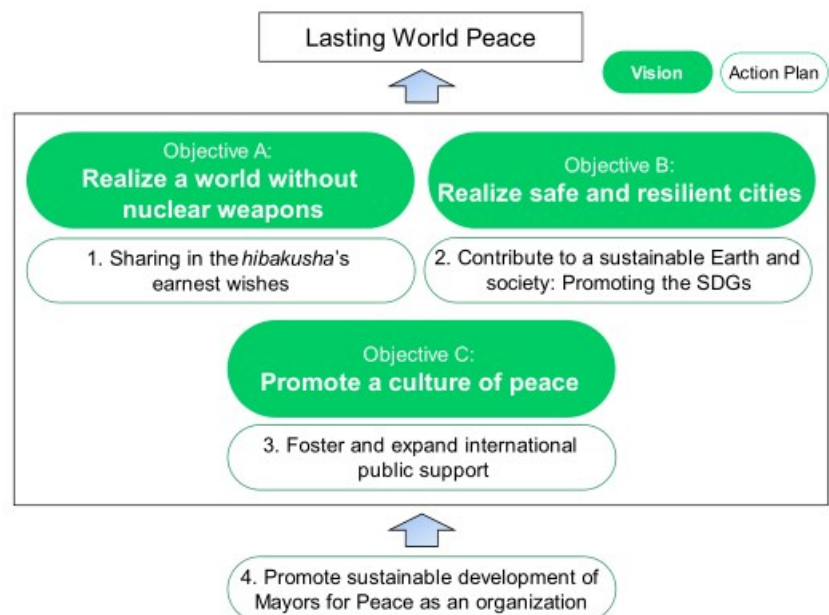 Lasting World Peace
Vision
Action Plan
Objective A:
Realize a world without
nuclear weapons
1. Sharing in the hibakusha's
earnest wishes
Objective B:
Realize safe and resilient cities
2. Contribute to a sustainable Earth and
society: Promoting the SDGs
Objective C:
Promote a culture of peace
3. Foster and expand international
public support
4. Promote sustainable development of
Mayors for Peace as an organization